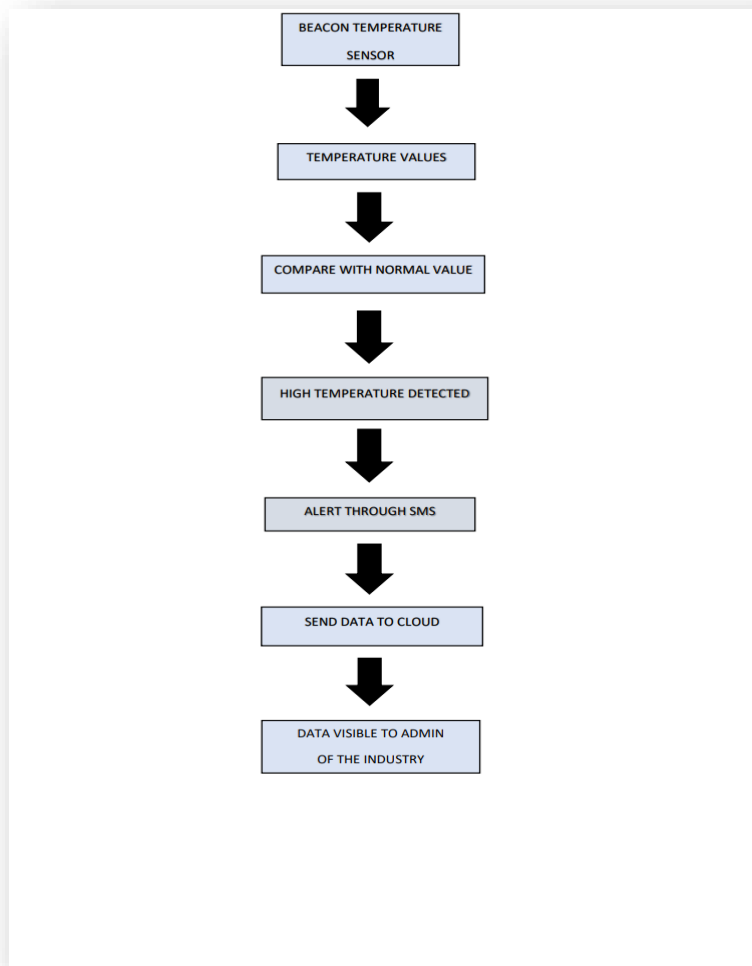 BEACON TEMPERATURE
SENSOR
TEMPERATURE VALUES
COMPARE WITH NORMAL VALUE
HIGH TEMPERATURE DETECTED
ALERT THROUGH SMS
SEND DATA TO CLOUD
DATA VISIBLE TO ADMIN
OF THE INDUSTRY